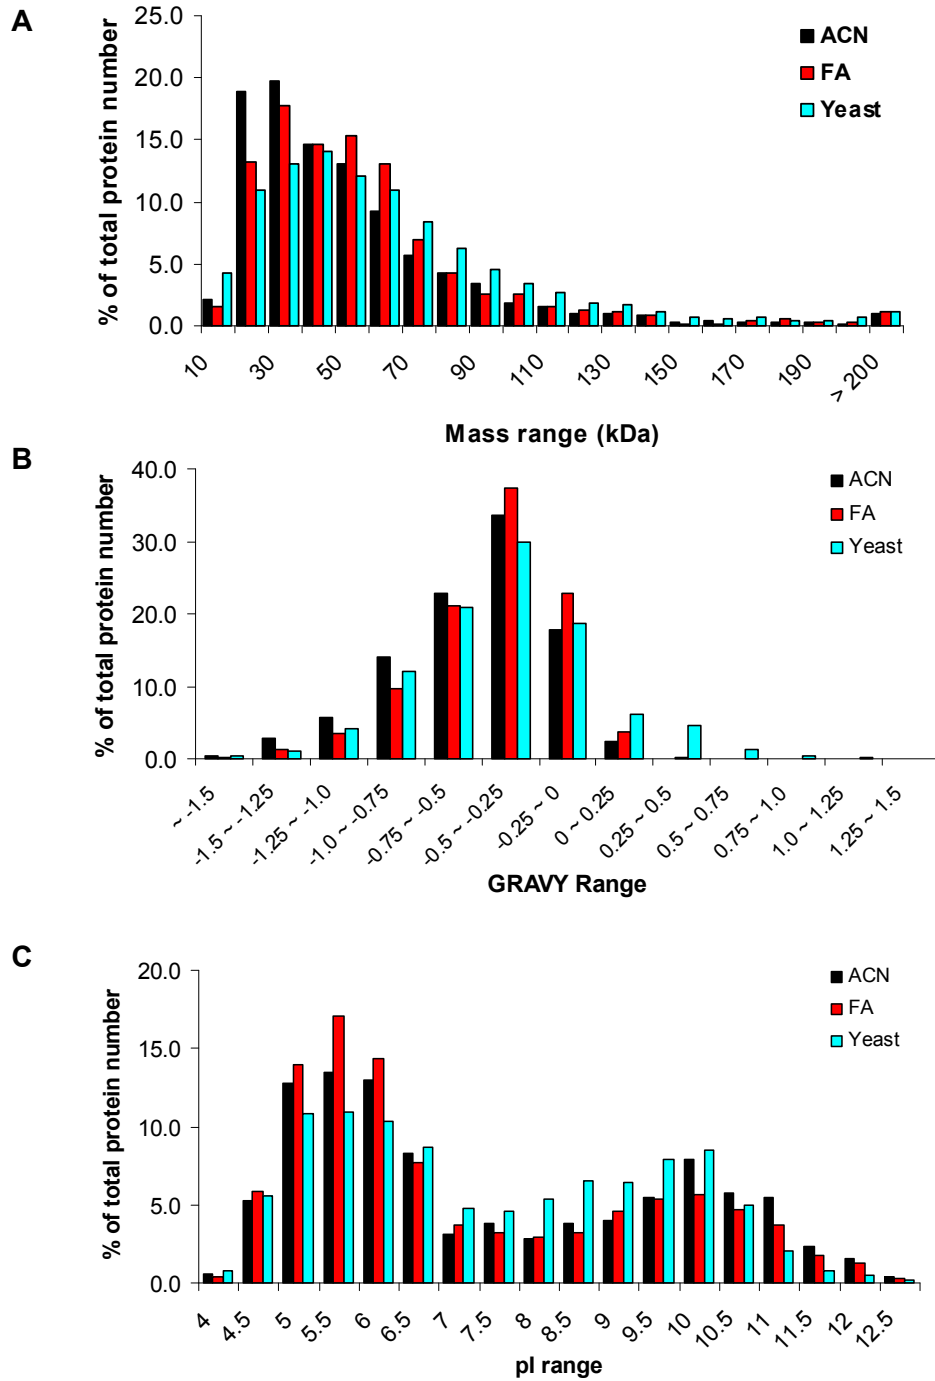 A
25.0
20.0
15.0
10.0
5.0
0.0
% of total protein number
ACN
FA
Yeast
10
30
50
70
90
110
130
150
170
190
> 200
Mass range (kDa)
B
40.0
30.0
20.0
10.0
0.0
% of total protein number
ACN
FA
Yeast
~ -1.5
-1.5 ~ -1.25
-1.25 ~ -1.0
-1.0 ~ -0.75
-0.75 ~ -0.5
-0.5 ~ -0.25
-0.25 ~ 0
0 ~ 0.25
0.25 ~ 0.5
0.5 ~ 0.75
0.75 ~ 1.0
1.0 ~ 1.25
1.25 ~ 1.5
GRAVY Range
C
20.0
15.0
10.0
5.0
0.0
% of total protein number
ACN
FA
Yeast
4
4.5
5
5.5
6
6.5
7
7.5
8
8.5
9
9.5
10
10.5
11
11.5
12
12.5
pI range